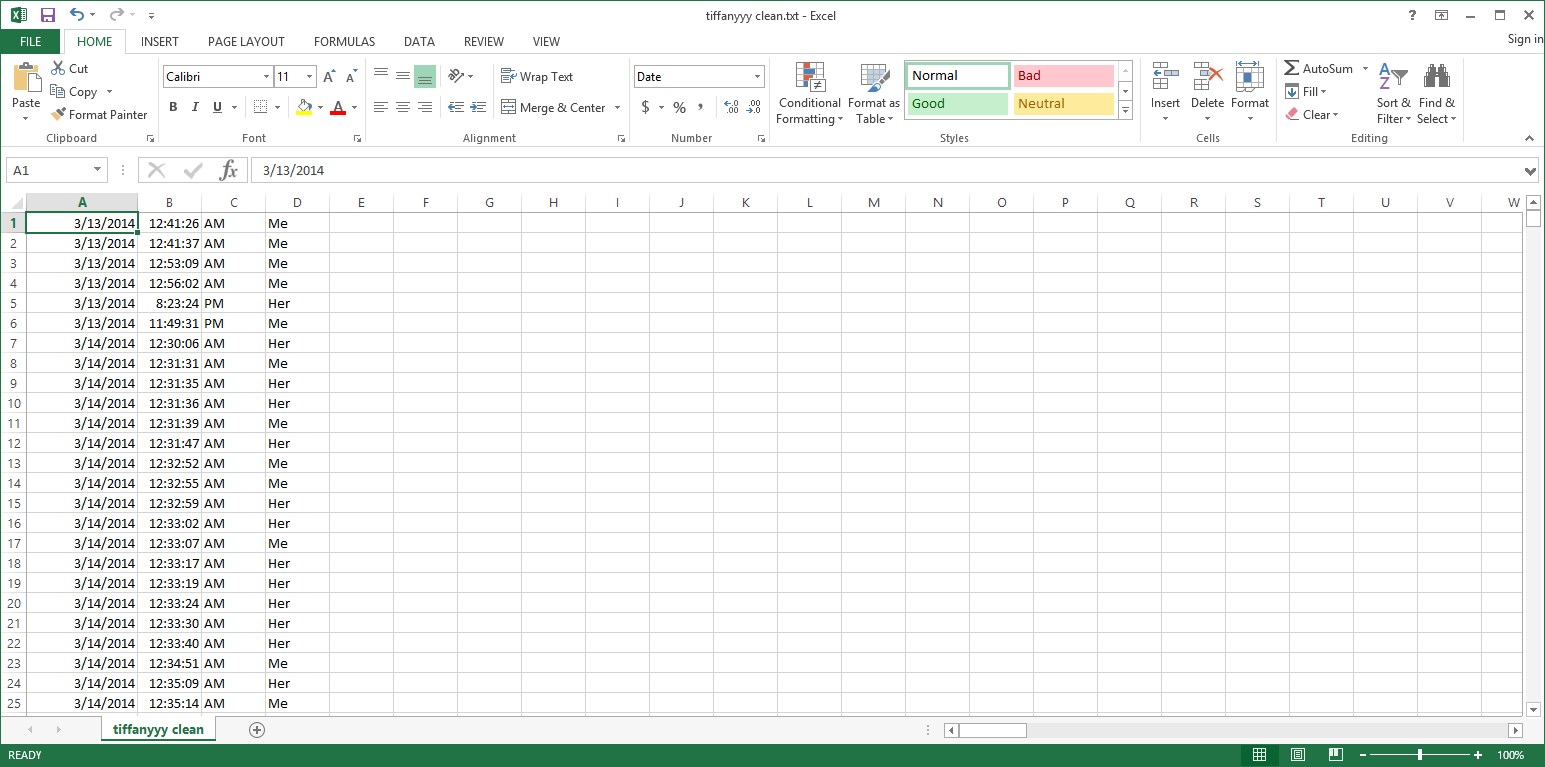 tiffanyyy clean.txt - Excel
?
FILE HOME INSERT PAGE LAYOUT FORMULAS DATA REVIEW VIEW Sign in
Paste
Cut
Copy
Format Painter
Clipboard
Calibri 11
B I U
Font
Wrap Text
Merge & Center
Alignment
Date
$ % ,
Number
Conditional Formatting
Format as Table
Normal Bad
Good Neutral
Styles
Insert Delete Format
Cells
AutoSum
Fill
Clear
Sort & Filter
Find & Select
Editing
A1 fx 3/13/2014
A B C D E F G H I J K L M N O P Q R S T U V W
1 3/13/2014 12:41:26 AM Me
2 3/13/2014 12:41:37 AM Me
3 3/13/2014 12:53:09 AM Me
4 3/13/2014 12:56:02 AM Me
5 3/13/2014 8:23:24 PM Her
6 3/13/2014 11:49:31 PM Me
7 3/14/2014 12:30:06 AM Her
8 3/14/2014 12:31:31 AM Me
9 3/14/2014 12:31:35 AM Her
10 3/14/2014 12:31:36 AM Her
11 3/14/2014 12:31:39 AM Me
12 3/14/2014 12:31:47 AM Her
13 3/14/2014 12:32:52 AM Me
14 3/14/2014 12:32:55 AM Me
15 3/14/2014 12:32:59 AM Her
16 3/14/2014 12:33:02 AM Her
17 3/14/2014 12:33:07 AM Me
18 3/14/2014 12:33:17 AM Her
19 3/14/2014 12:33:19 AM Her
20 3/14/2014 12:33:24 AM Her
21 3/14/2014 12:33:30 AM Her
22 3/14/2014 12:33:40 AM Her
23 3/14/2014 12:34:51 AM Me
24 3/14/2014 12:35:09 AM Her
25 3/14/2014 12:35:14 AM Me
tiffanyyy clean
READY 100%